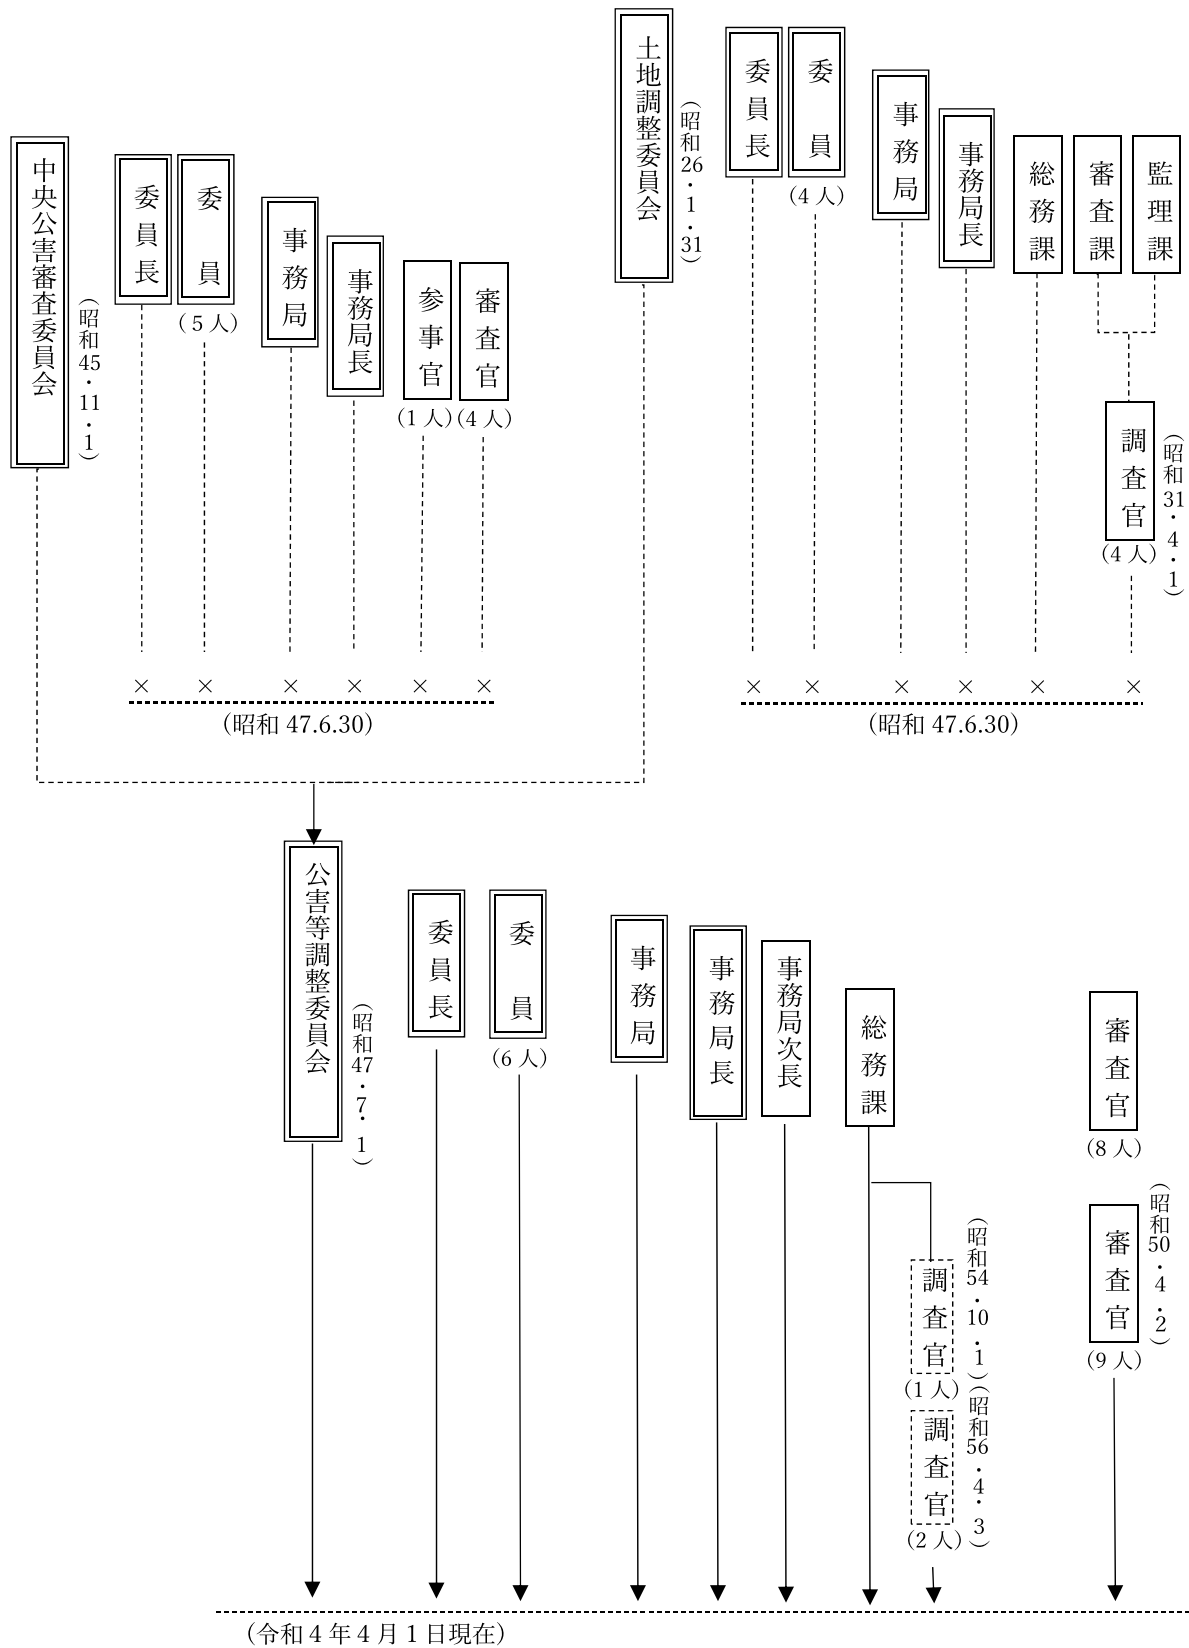 中央公害審査委員会
（昭和45・11・1）
委員長
委員
（5人）
事務局
事務局長
参事官
（1人）
審査官
（4人）
× × × × × ×
（昭和 47.6.30）
土地調整委員会
（昭和26・1・31）
委員長
委員
（4人）
事務局
事務局長
総務課
審査課
監理課
調査官
（4人）
（昭和31・4・1）
× × × × × ×
（昭和 47.6.30）
公害等調整委員会
（昭和47・7・1）
委員長
委員
（6人）
事務局
事務局長
事務局次長
総務課
調査官
（1人）
（昭和54・10・1）
調査官
（2人）
（昭和56・4・3）
審査官
（8人）
審査官
（9人）
（昭和50・4・2）
（令和４年４月１日現在）